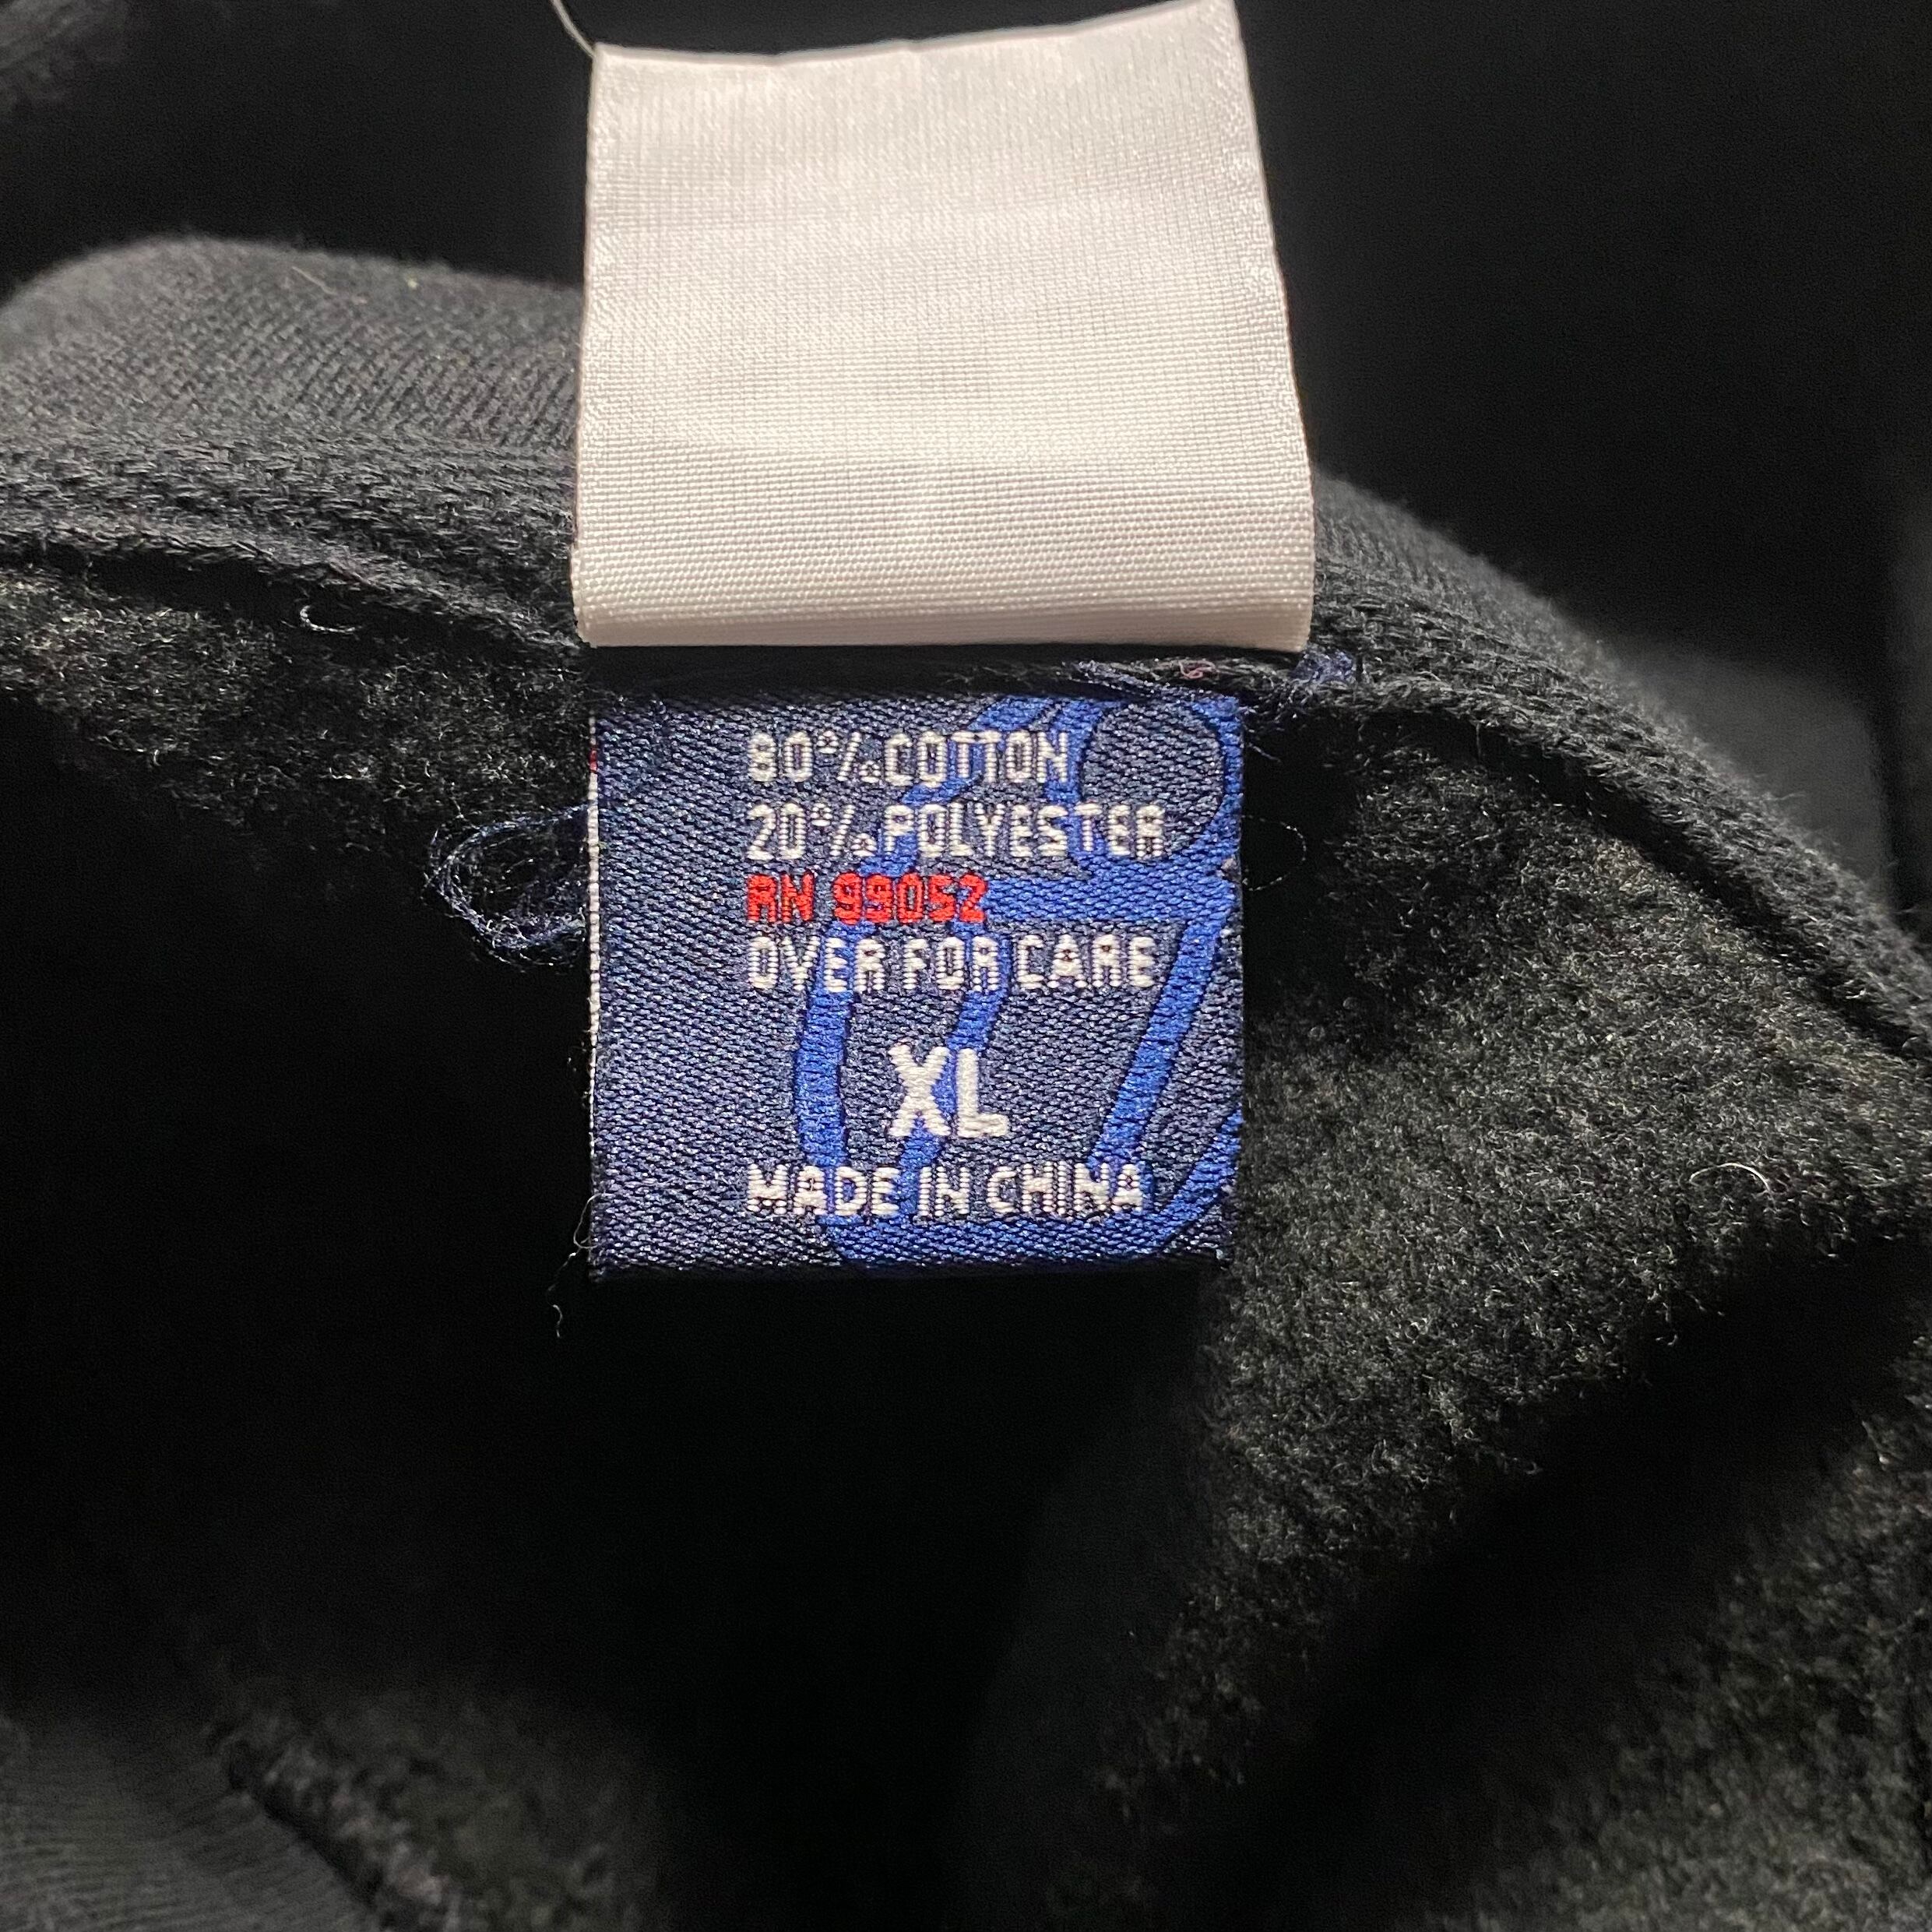 80% COTTON
20% POLYESTER
RN 99052
OVER FOR CARE
XL
MADE IN CHINA